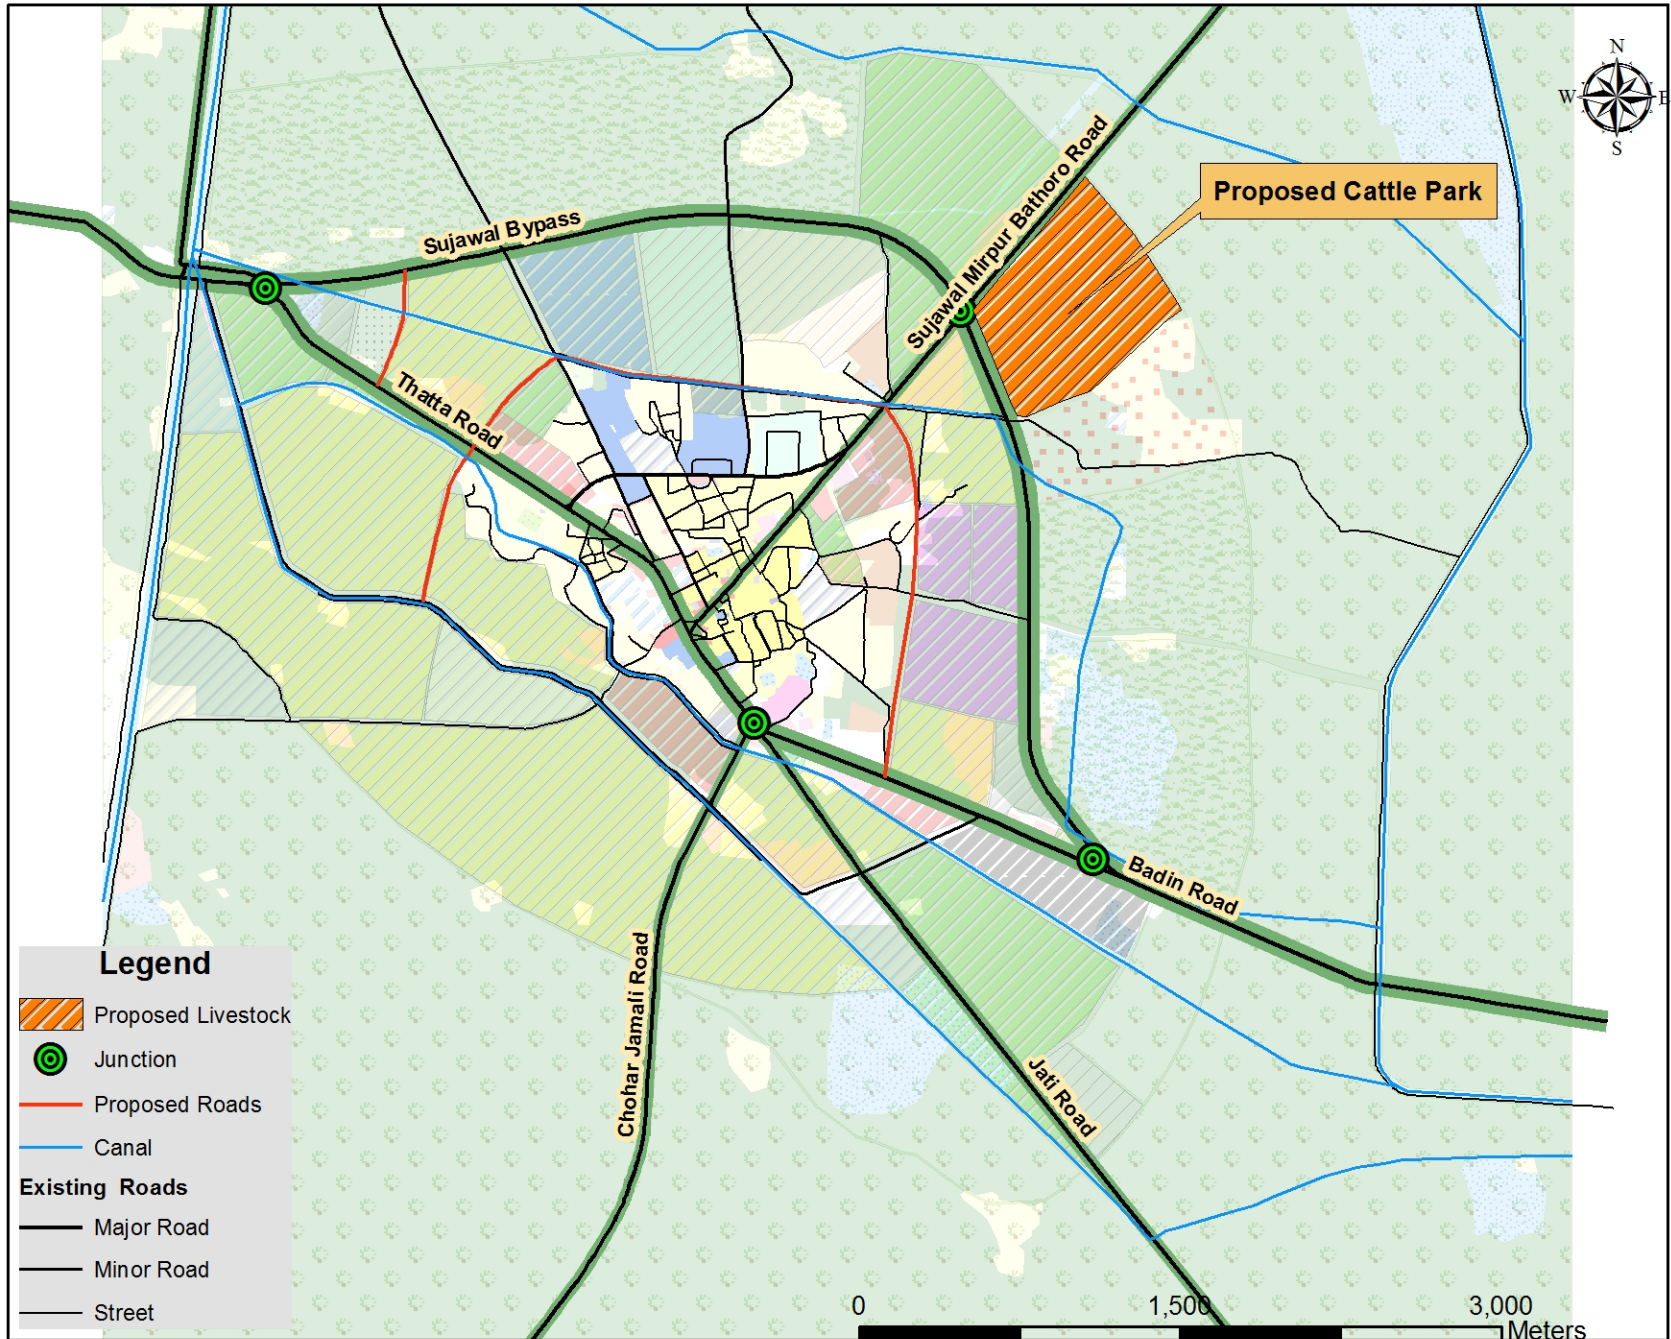 N
W
E
S
Proposed Cattle Park
Sujawal Mirpur Bathoro Road
Sujawal Bypass
Thatta Road
Badin Road
Chohar Jamali Road
Jati Road
Legend
Proposed Livestock
Junction
Proposed Roads
Canal
Existing Roads
Major Road
Minor Road
Street
0
1,500
3,000
Meters